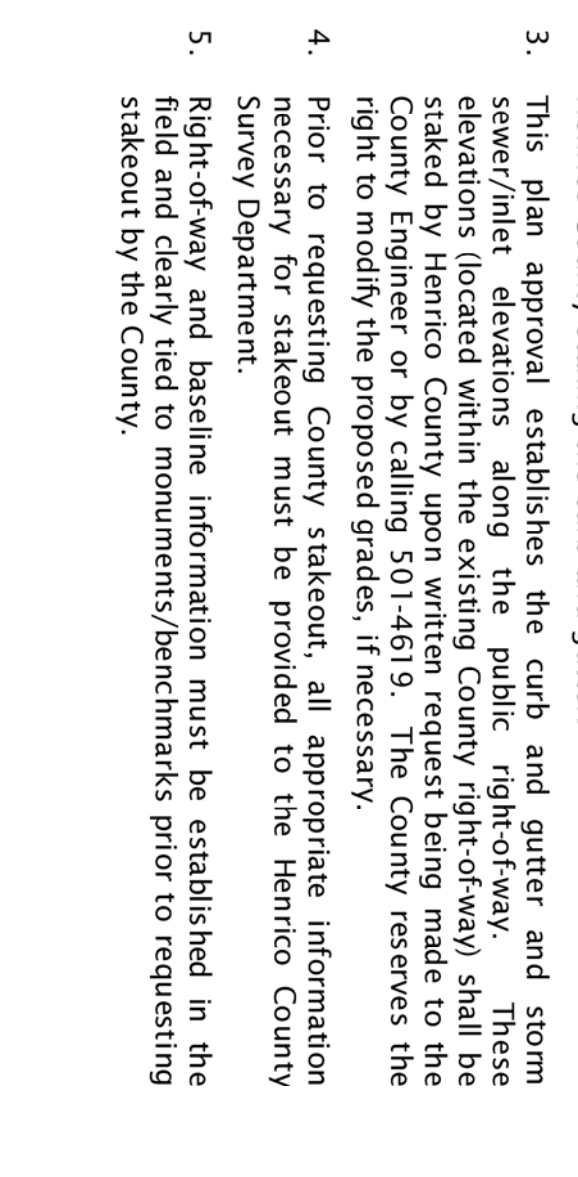 3. This plan approval establishes the curb and gutter and storm
sewer/inlet elevations along the public right-of-way. These
elevations (located within the existing County right-of-way) shall be
staked by Henrico County upon written request being made to the
County Engineer or by calling 501-4619. The County reserves the
right to modify the proposed grades, if necessary.
4. Prior to requesting County stakeout, all appropriate information
necessary for stakeout must be provided to the Henrico County
Survey Department.
5. Right-of-way and baseline information must be established in the
field and clearly tied to monuments/benchmarks prior to requesting
stakeout by the County.